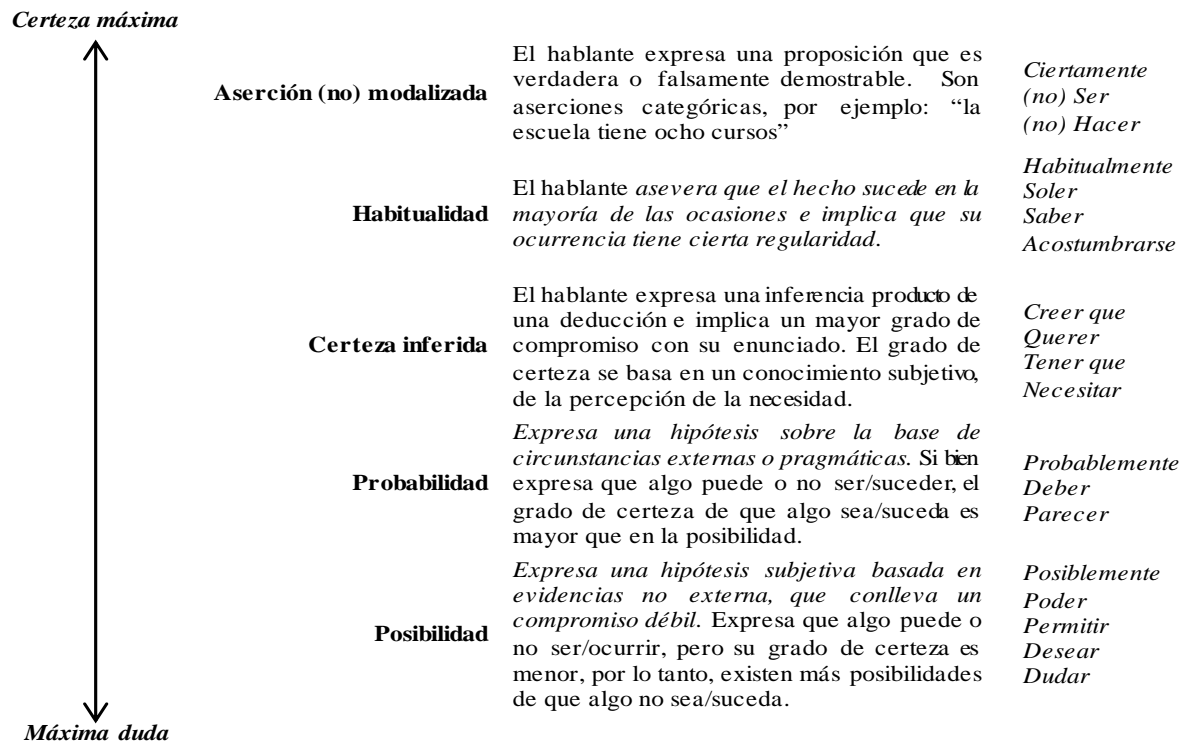 Certeza máxima
Aserción (no) modalizada
El hablante expresa una proposición que es
verdadera o falsamente demostrable. Son
aserciones categóricas, por ejemplo: “la
escuela tiene ocho cursos”
Ciertamente
(no) Ser
(no) Hacer
Habitualidad
El hablante asevera que el hecho sucede en la
mayoría de las ocasiones e implica que su
ocurrencia tiene cierta regularidad.
Habitualmente
Soler
Saber
Acostumbrarse
Certeza inferida
El hablante expresa una inferencia producto de
una deducción e implica un mayor grado de
compromiso con su enunciado. El grado de
certeza se basa en un conocimiento subjetivo,
de la percepción de la necesidad.
Creer que
Querer
Tener que
Necesitar
Probabilidad
Expresa una hipótesis sobre la base de
circunstancias externas o pragmáticas. Si bien
expresa que algo puede o no ser/suceder, el
grado de certeza de que algo sea/suceda es
mayor que en la posibilidad.
Probablemente
Deber
Parecer
Posibilidad
Expresa una hipótesis subjetiva basada en
evidencias no externa, que conlleva un
compromiso débil. Expresa que algo puede o
no ser/ocurrir, pero su grado de certeza es
menor, por lo tanto, existen más posibilidades
de que algo no sea/suceda.
Posiblemente
Poder
Permitir
Desear
Dudar
Máxima duda